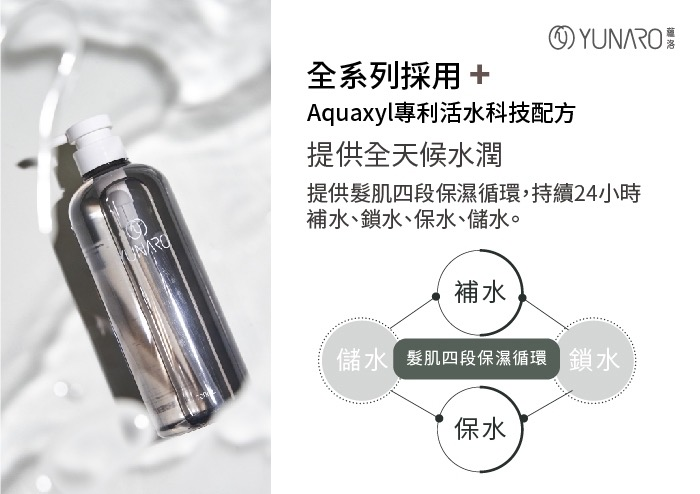 YUNARO 蘊洛
全系列採用 +
Aquaxyl專利活水科技配方
提供全天候水潤
提供髮肌四段保濕循環,持續24小時
補水、鎖水、保水、儲水。
YUNARO
補水
儲水
髮肌四段保濕循環
鎖水
保水